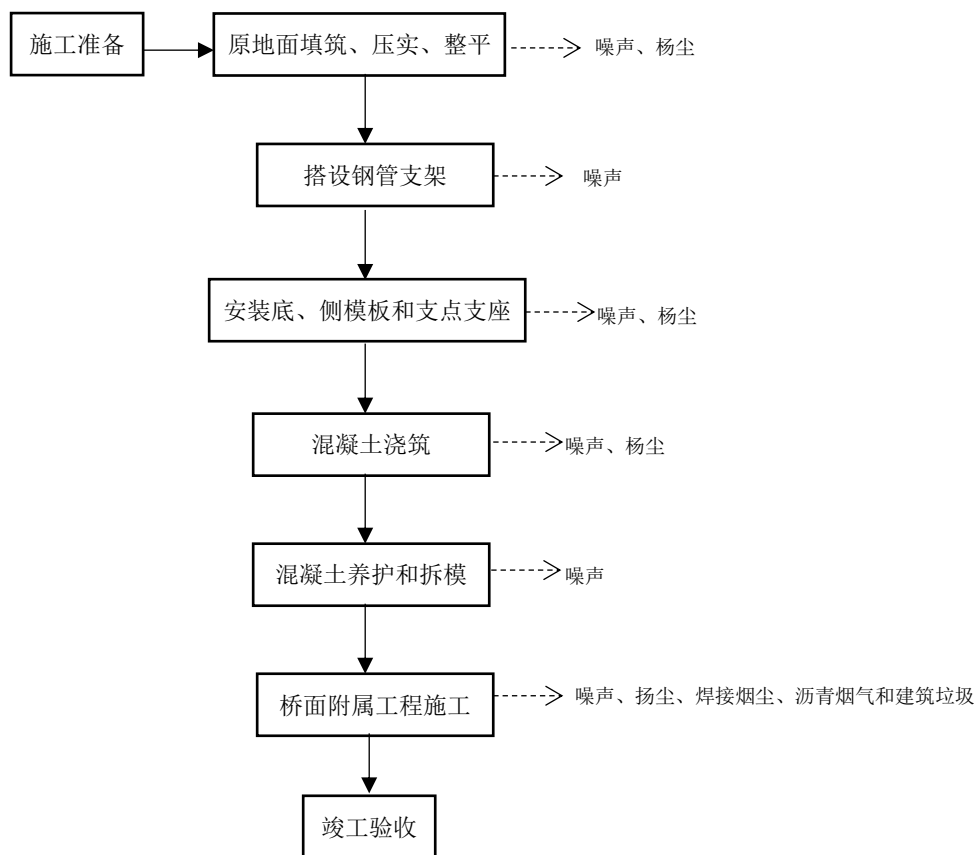 施工准备
原地面填筑、压实、整平
噪声、杨尘
搭设钢管支架
噪声
安装底、侧模板和支点支座
噪声、杨尘
混凝土浇筑
噪声、杨尘
混凝土养护和拆模
噪声
桥面附属工程施工
噪声、扬尘、焊接烟尘、沥青烟气和建筑垃圾
竣工验收